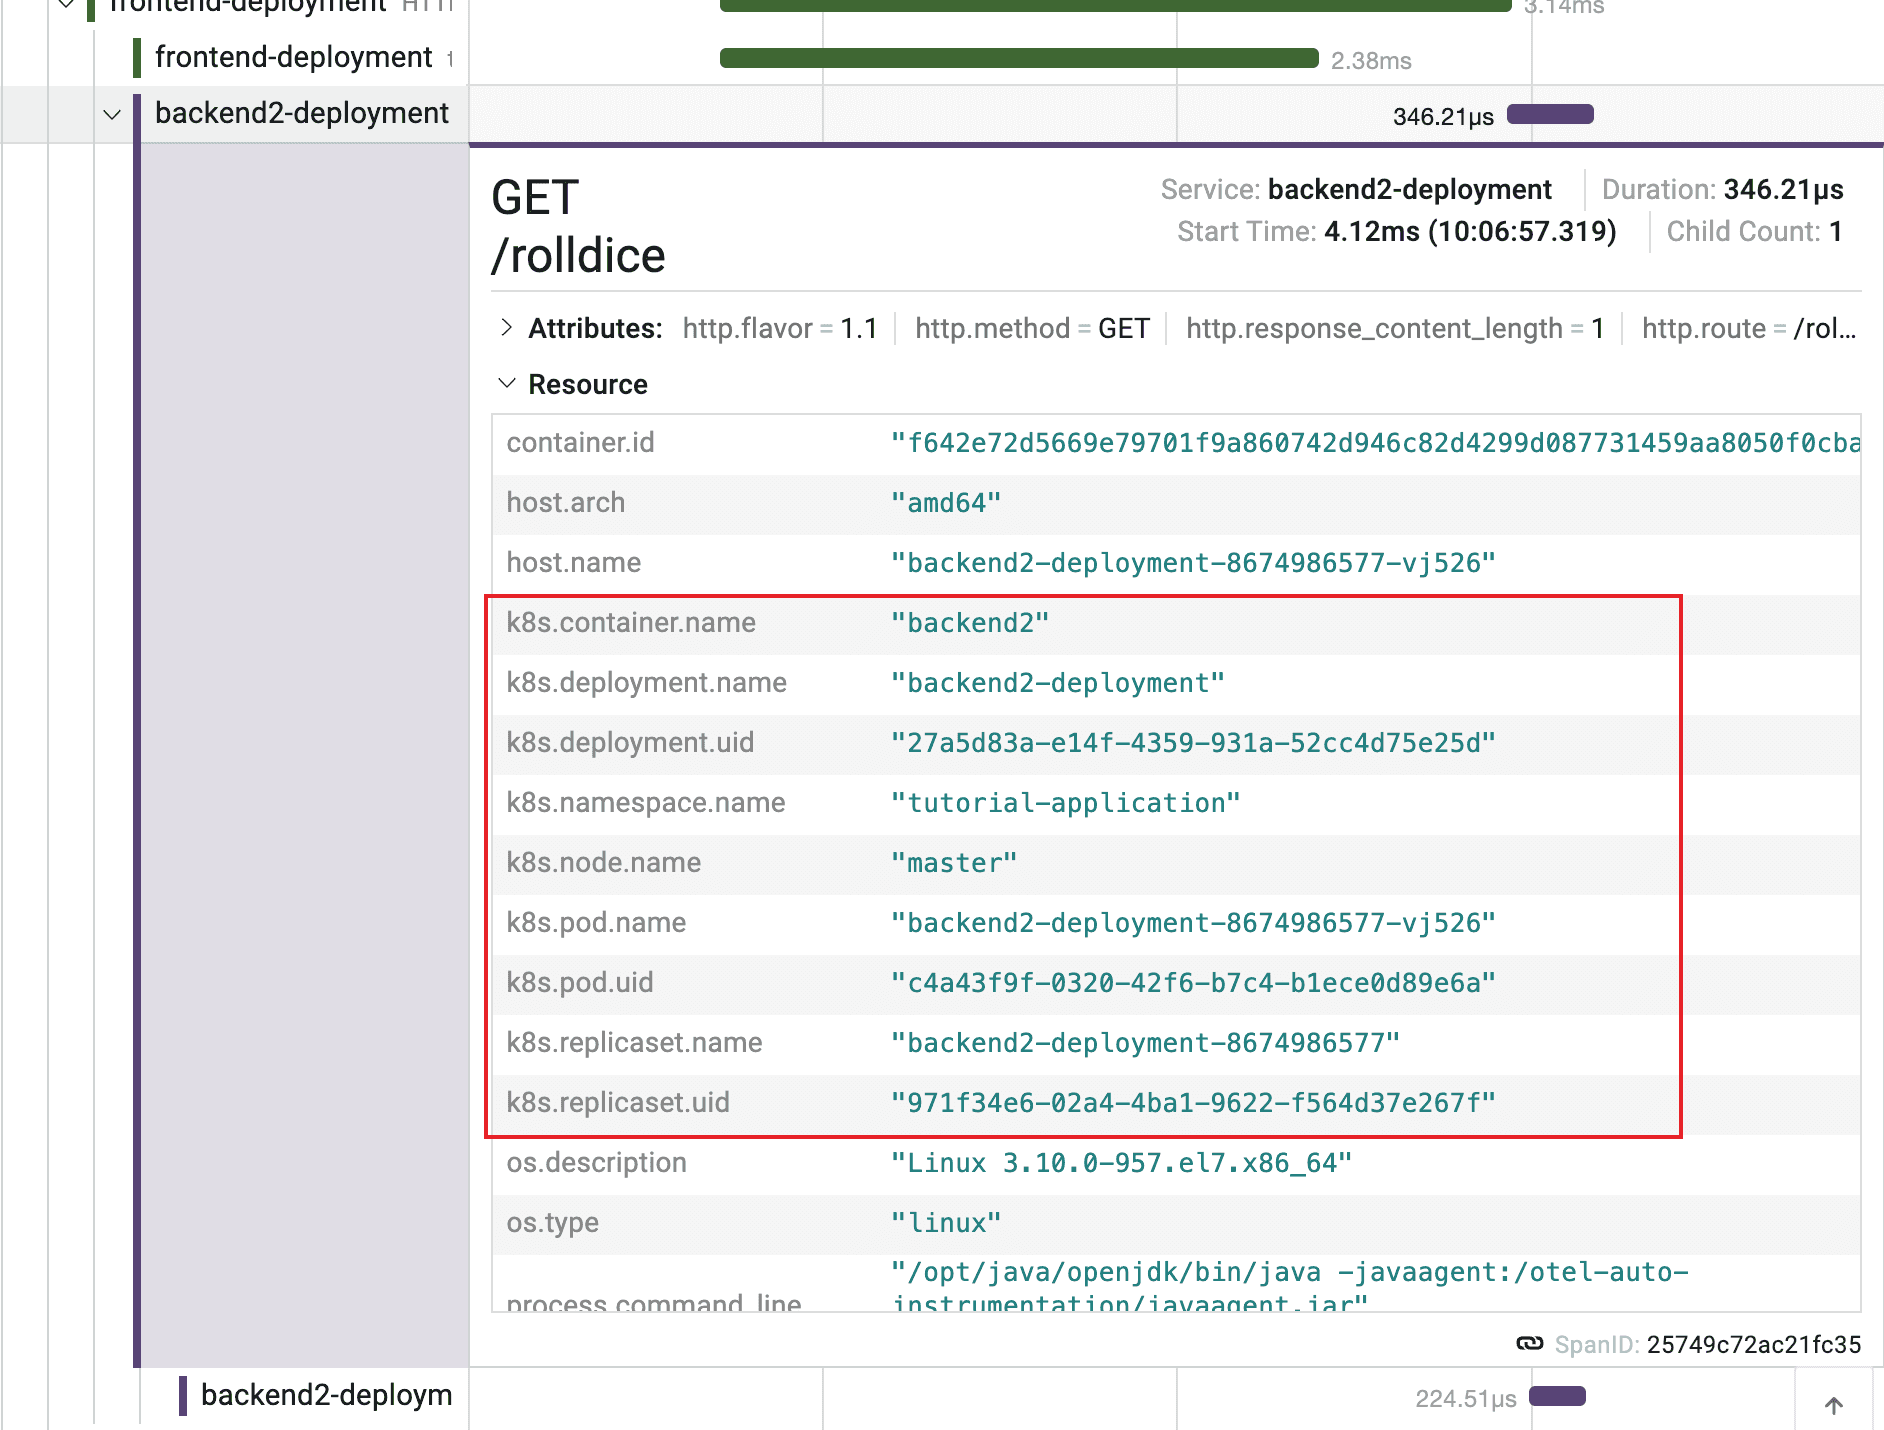 frontend-deployment HTTP
3.14ms
frontend-deployment t
2.38ms
backend2-deployment
346.21μs
GET
/rolldice
Service: backend2-deployment
Duration: 346.21μs
Start Time: 4.12ms (10:06:57.319)
Child Count: 1
Attributes: http.flavor = 1.1 http.method = GET http.response_content_length = 1 http.route = /rol...
Resource
container.id "f642e72d5669e79701f9a860742d946c82d4299d087731459aa8050f0cba
host.arch "amd64"
host.name "backend2-deployment-8674986577-vj526"
k8s.container.name "backend2"
k8s.deployment.name "backend2-deployment"
k8s.deployment.uid "27a5d83a-e14f-4359-931a-52cc4d75e25d"
k8s.namespace.name "tutorial-application"
k8s.node.name "master"
k8s.pod.name "backend2-deployment-8674986577-vj526"
k8s.pod.uid "c4a43f9f-0320-42f6-b7c4-b1ece0d89e6a"
k8s.replicaset.name "backend2-deployment-8674986577"
k8s.replicaset.uid "971f34e6-02a4-4ba1-9622-f564d37e267f"
os.description "Linux 3.10.0-957.el7.x86_64"
os.type "linux"
"/opt/java/openjdk/bin/java -javaagent:/otel-auto-
process.command_line instrumentation/javaagent.jar"
SpanID: 25749c72ac21fc35
backend2-deploym
224.51μs